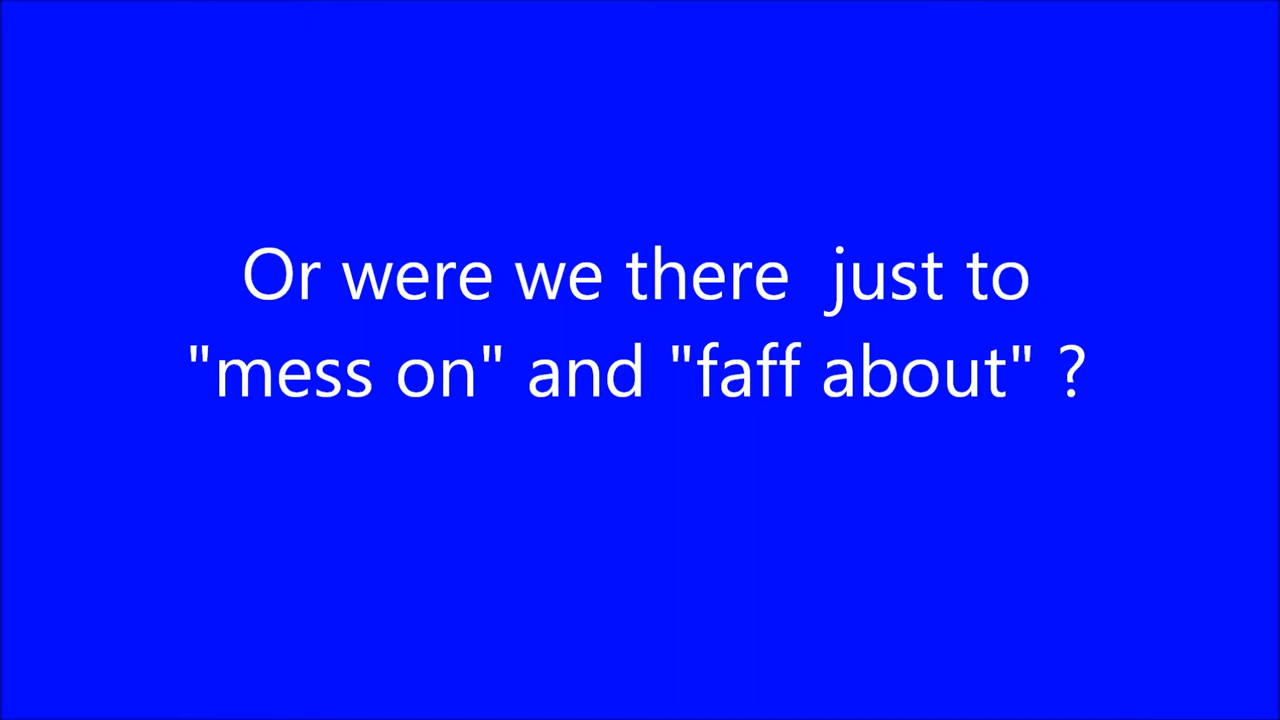 Or were we there  just to
"mess on" and "faff about" ?